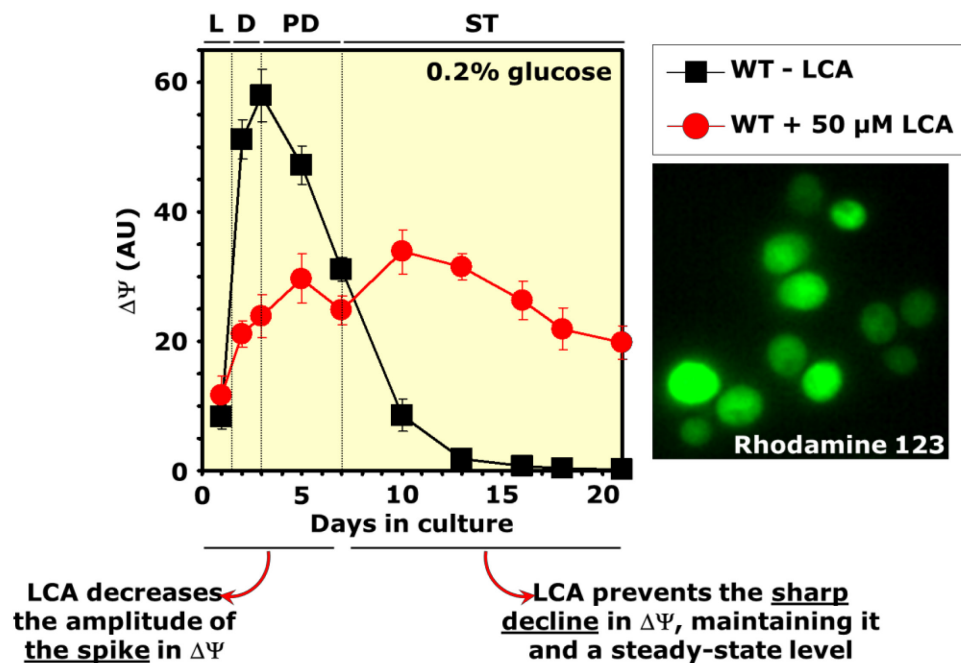 L D PD ST
0.2% glucose
60
40
20
0
ΔΨ (AU)
0 5 10 15 20
Days in culture
WT - LCA
WT + 50 µM LCA
Rhodamine 123
LCA decreases
the amplitude of
the spike in ΔΨ
LCA prevents the sharp
decline in ΔΨ, maintaining it
and a steady-state level